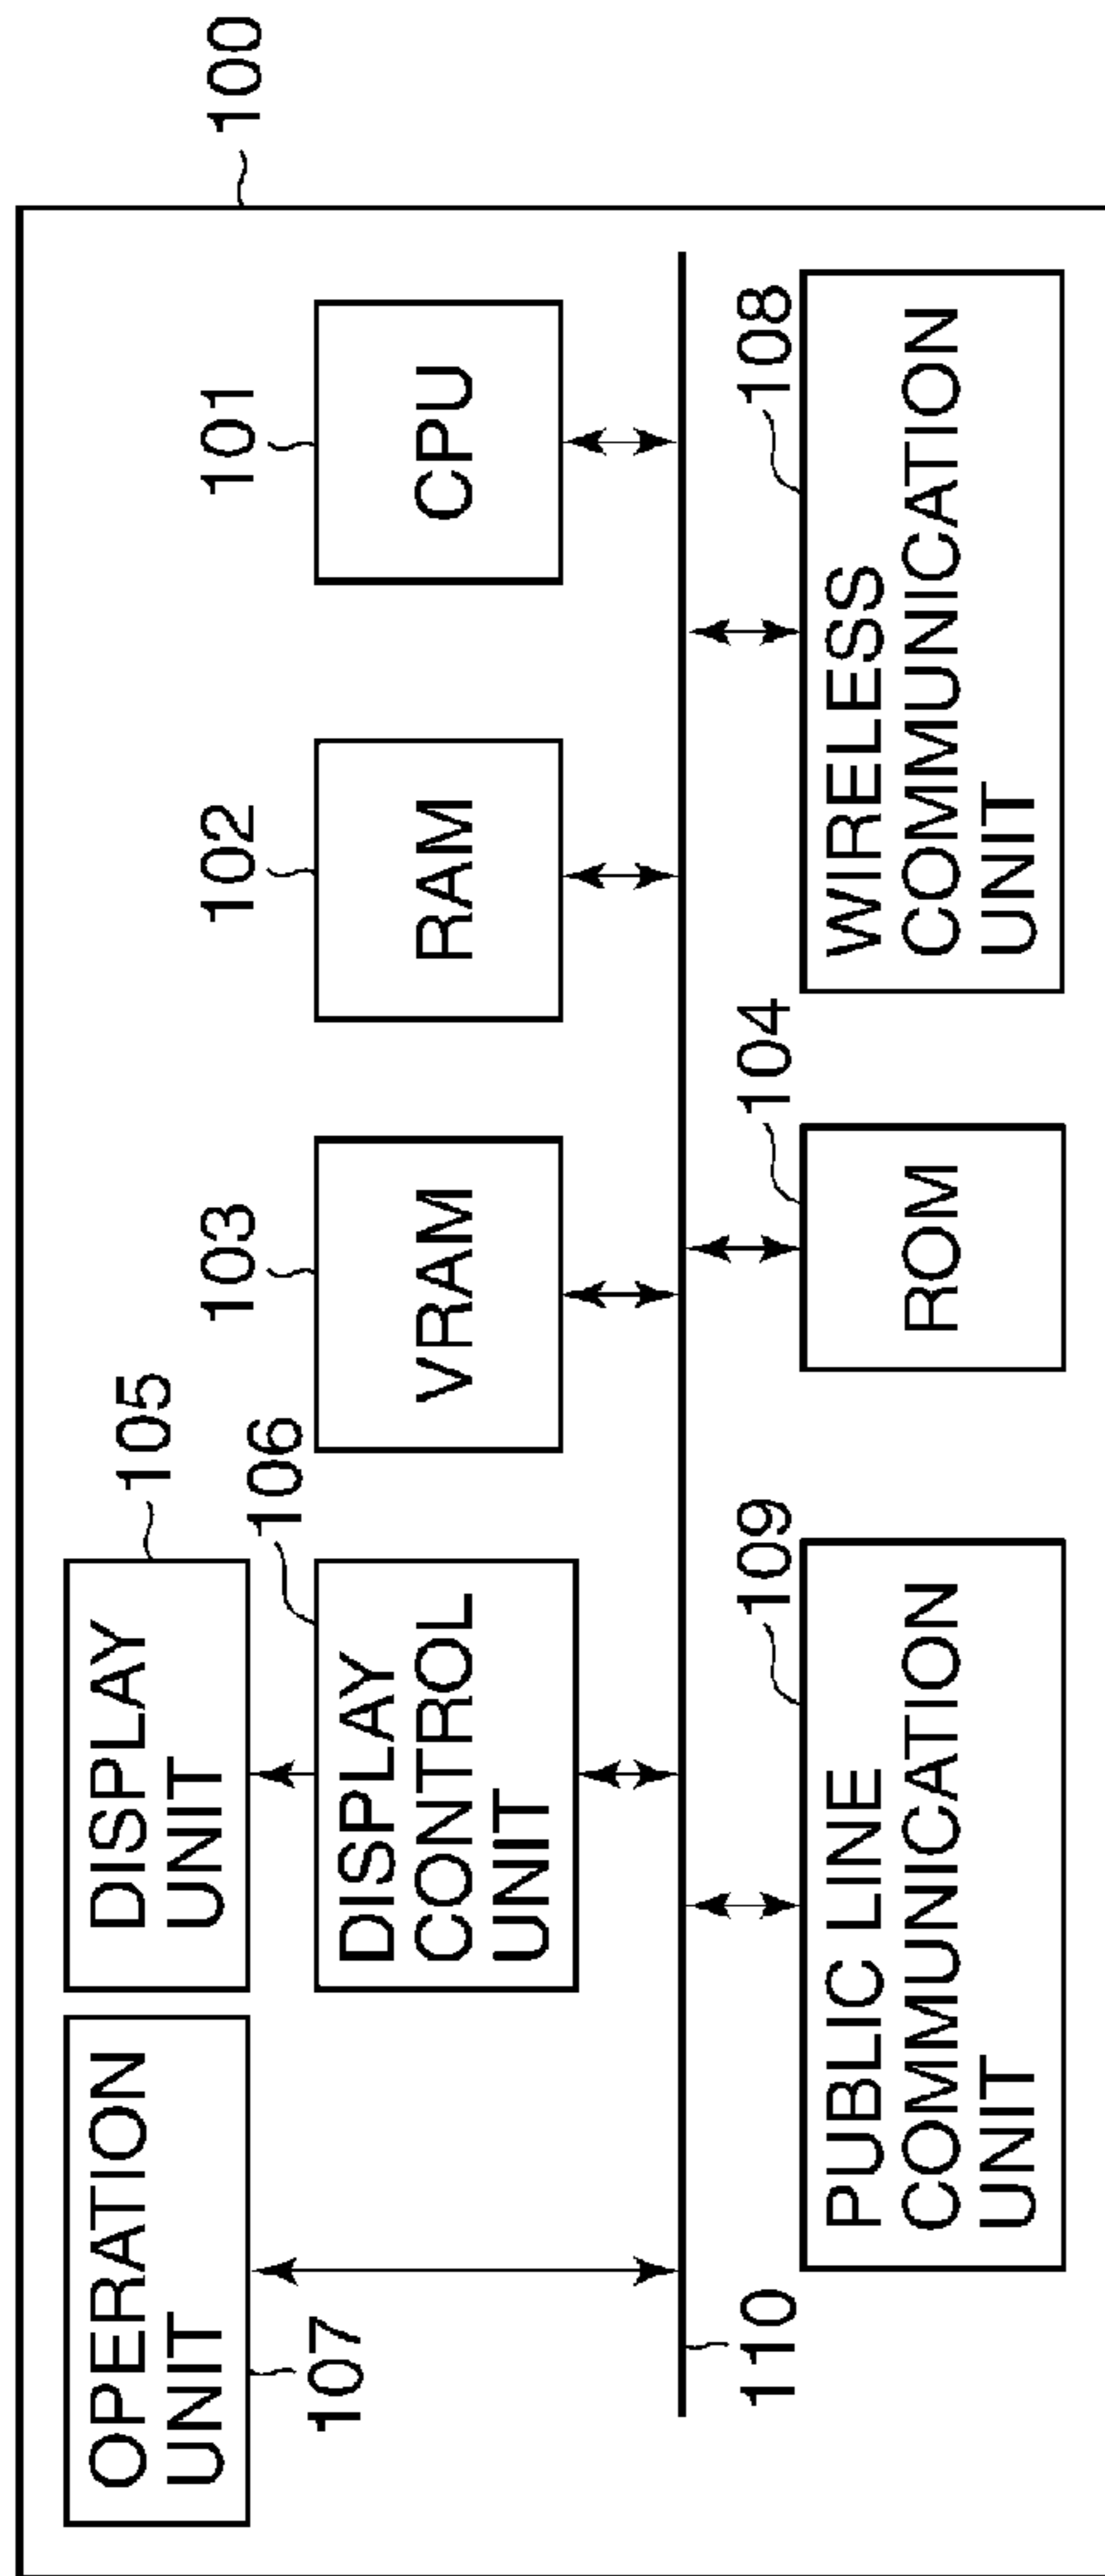 100
OPERATION
UNIT
107
DISPLAY
UNIT
105
DISPLAY
CONTROL
UNIT
106
VRAM
103
RAM
102
CPU
101
110
PUBLIC LINE
COMMUNICATION
UNIT
109
ROM
104
WIRELESS
COMMUNICATION
UNIT
108